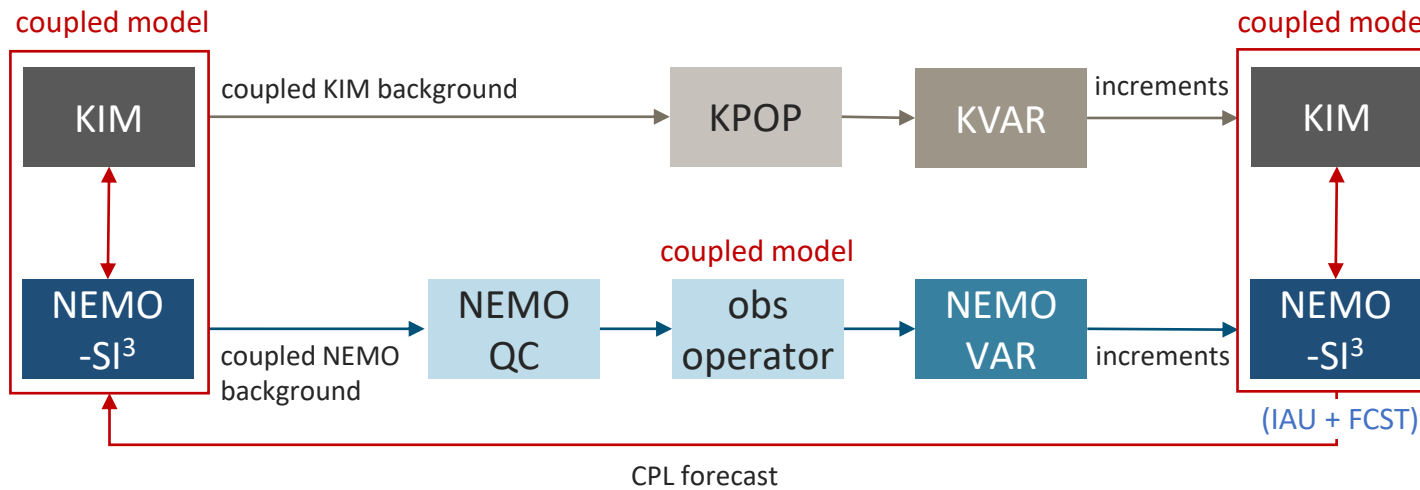 coupled model
coupled mode
KIM
coupled KIM background
KPOP
KVAR
increments
KIM
coupled model
NEMO
-SI³
coupled NEMO
background
NEMO
QC
obs
operator
NEMO
VAR
increments
NEMO
-SI³
(IAU + FCST)
CPL forecast